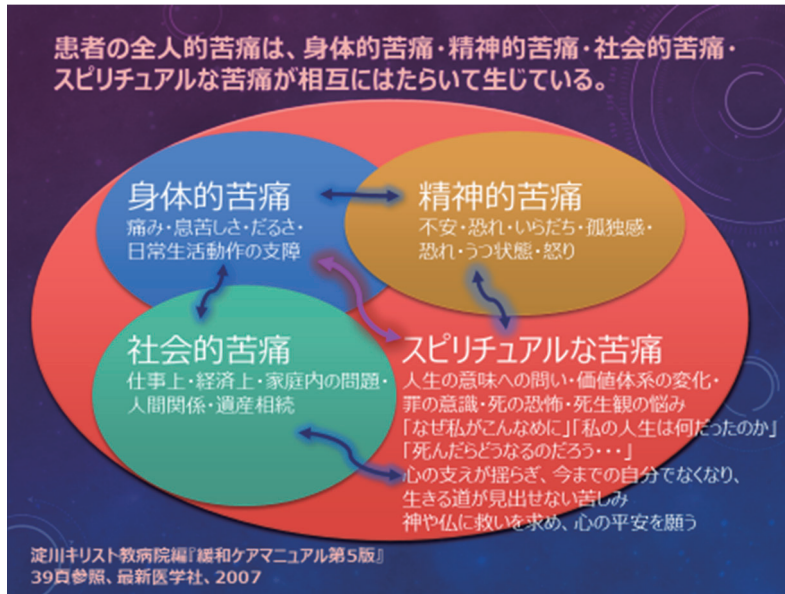 患者の全人的苦痛は、身体的苦痛・精神的苦痛・社会的苦痛・
スピリチュアルな苦痛が相互にはたらいて生じている。
身体的苦痛
痛み・息苦しさ・だるさ・
日常生活動作の支障
精神的苦痛
不安・恐れ・いらだち・孤独感・
恐れ・うつ状態・怒り
社会的苦痛
仕事上・経済上・家庭内の問題・
人間関係・遺産相続
スピリチュアルな苦痛
人生の意味への問い・価値体系の変化・
罪の意識・死の恐怖・死生観の悩み
「なぜ私がこんなめに」「私の人生は何だったのか」
「死んだらどうなるのだろう・・・」
心の支えが揺らぎ、今までの自分でなくなり、
生きる道が見出せない苦しみ
神や仏に救いを求め、心の平安を願う
淀川キリスト教病院編『緩和ケアマニュアル第5版』
39頁参照、最新医学社、2007